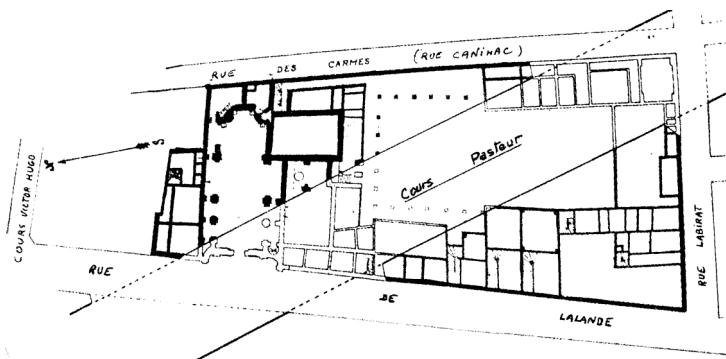 RUE DES CARMES (RUE CANIHAC)
Cours Pasteur
COURS VICTOR HUGO
RUE DE LALANDE
RUE LABIRAT